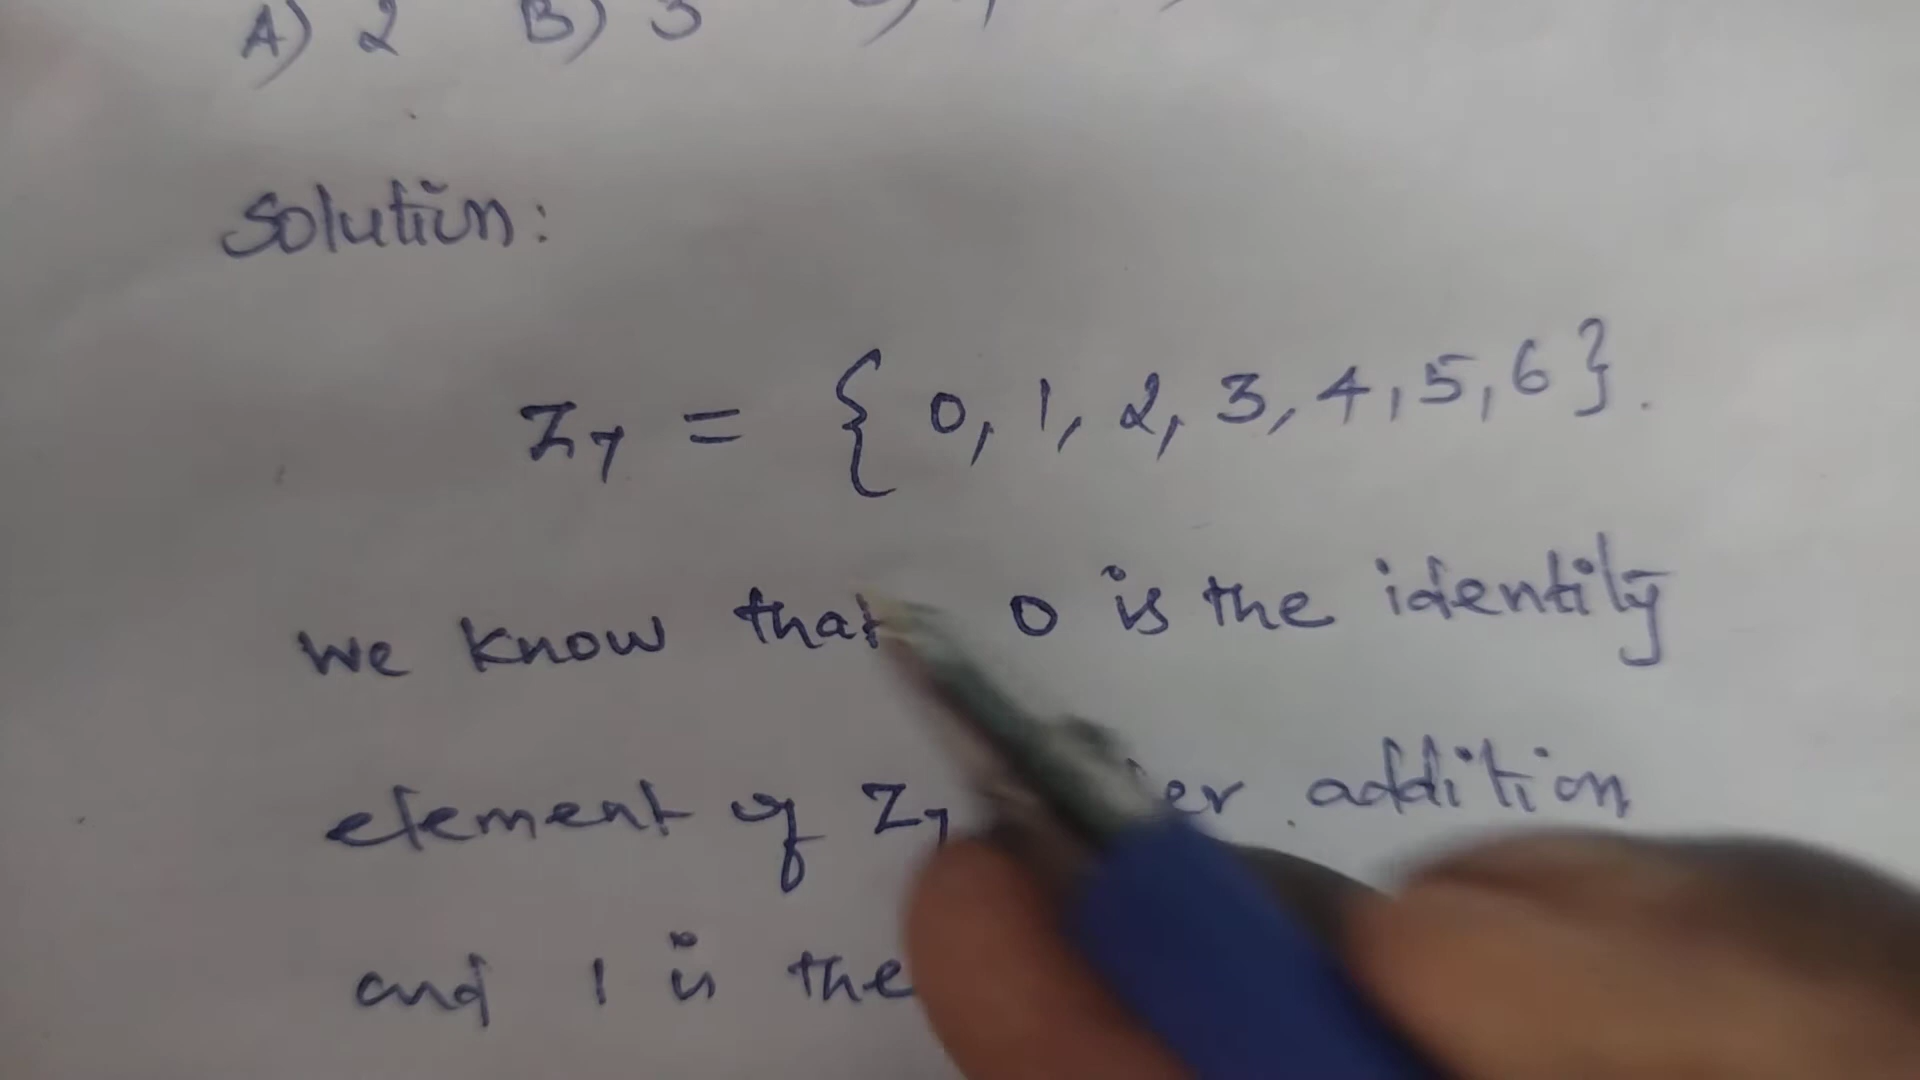 A) 2 B) 3
Solution:
Z7 = { 0, 1, 2, 3, 4, 5, 6 }.
We know that 0 is the identity
element of Z7 addition
and 1 is the